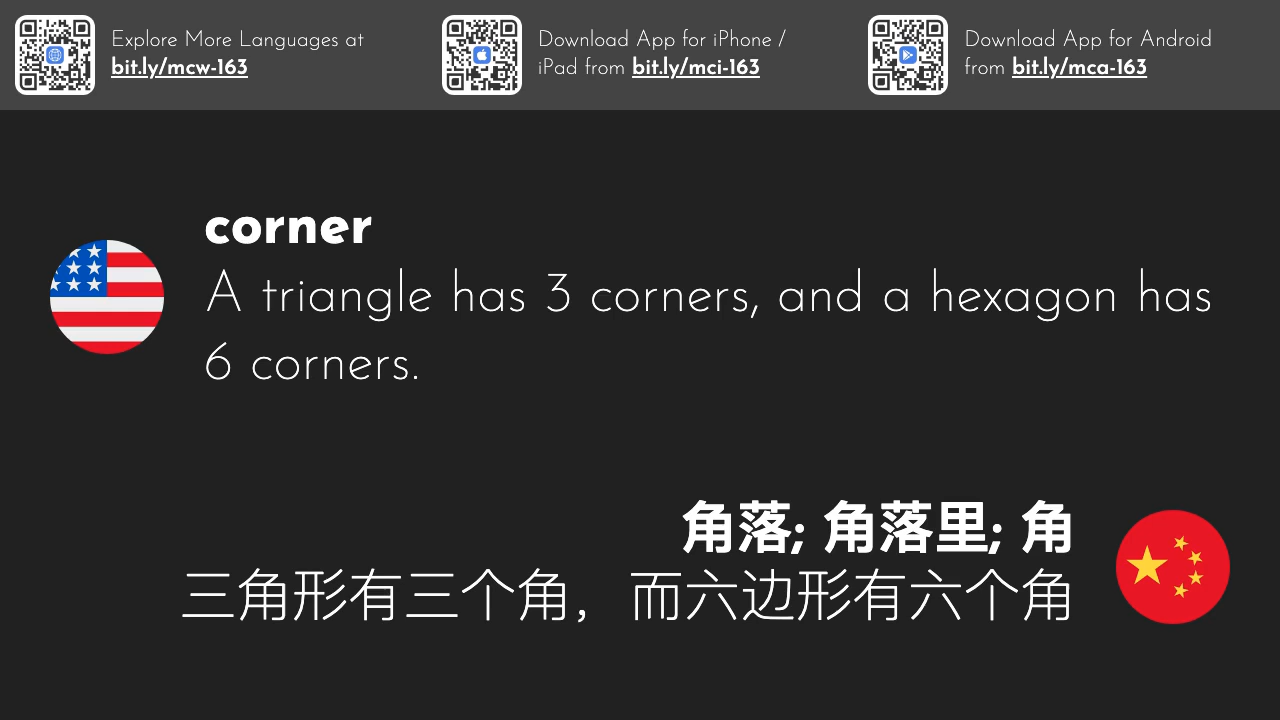 Explore More Languages at
bit.ly/mcw-163
Download App for iPhone /
iPad from bit.ly/mci-163
Download App for Android
from bit.ly/mca-163
corner
A triangle has 3 corners, and a hexagon has
6 corners.
角落; 角落里; 角
三角形有三个角，而六边形有六个角